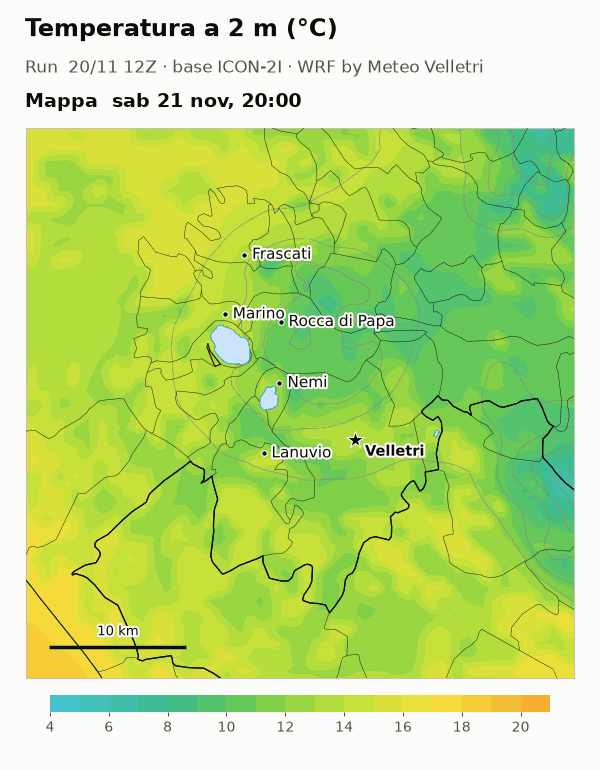 Temperatura a 2 m (°C)
Run  20/11 12Z · base ICON-2I · WRF by Meteo Velletri
Mappa  sab 21 nov, 20:00
Frascati
Marino
Rocca di Papa
Nemi
Velletri
Lanuvio
10 km
4 6 8 10 12 14 16 18 20